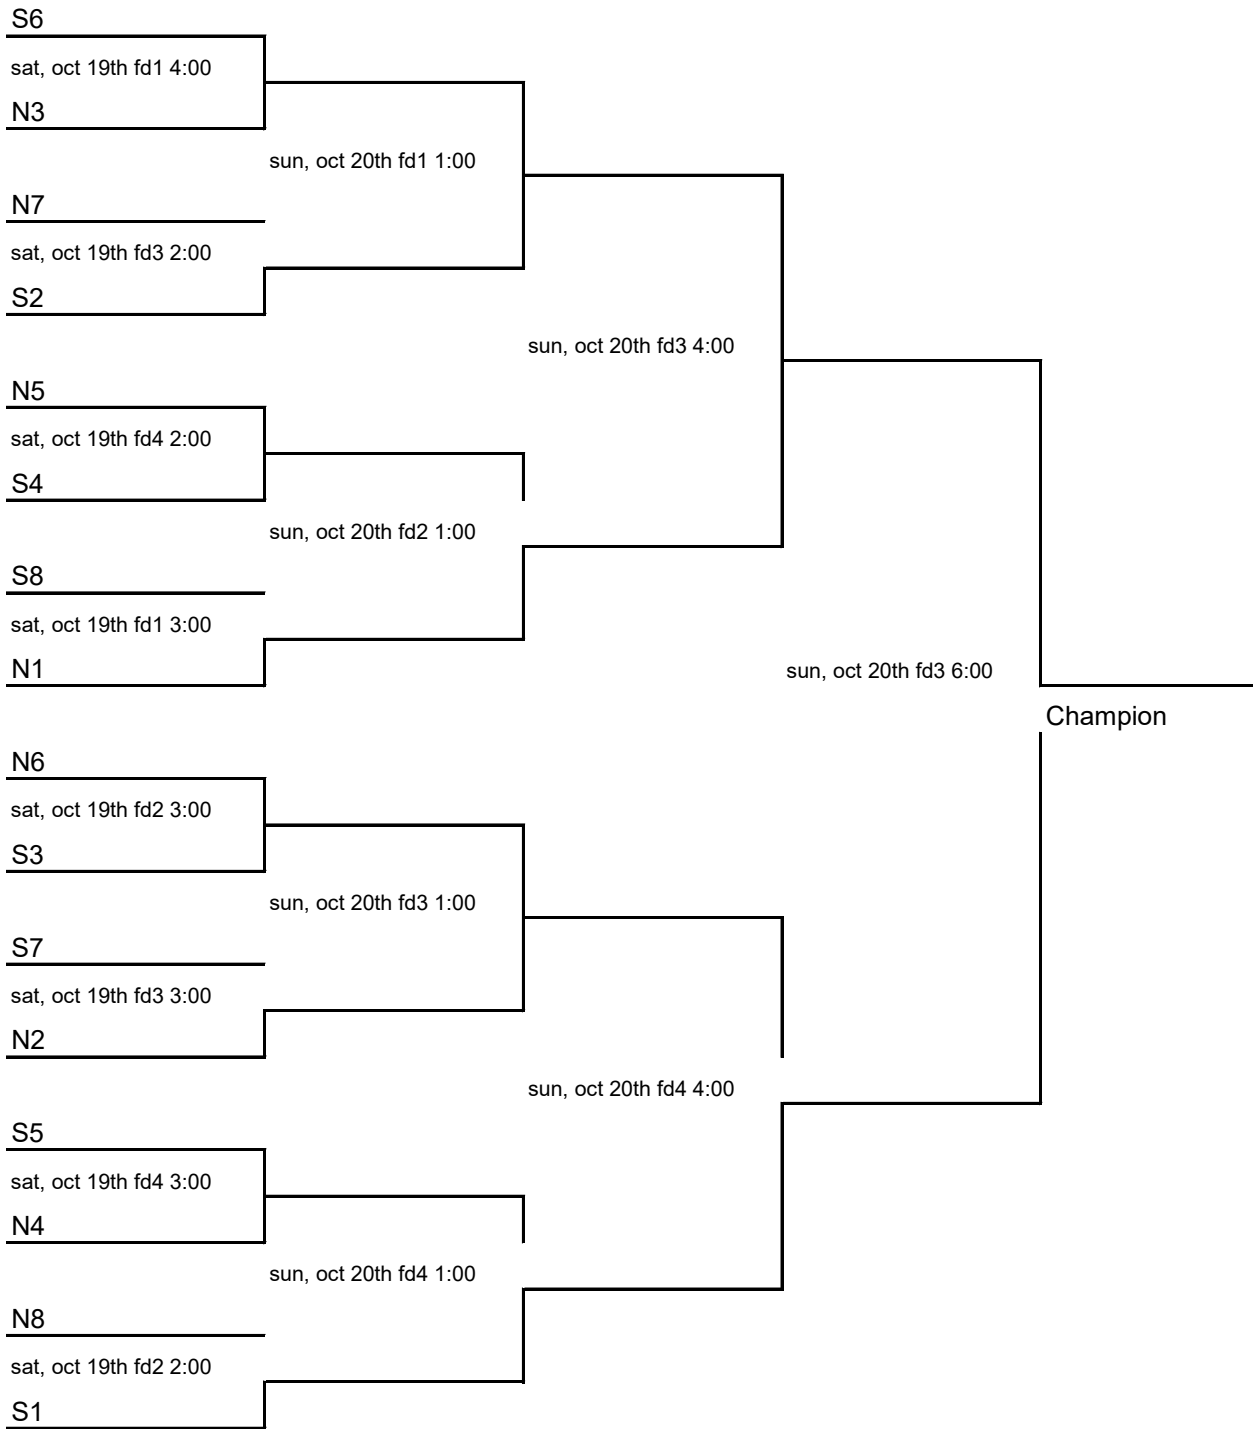 S6
sat, oct 19th fd1 4:00
N3
sun, oct 20th fd1 1:00
N7
sat, oct 19th fd3 2:00
S2
sun, oct 20th fd3 4:00
N5
sat, oct 19th fd4 2:00
S4
sun, oct 20th fd2 1:00
S8
sat, oct 19th fd1 3:00
N1
sun, oct 20th fd3 6:00
Champion
N6
sat, oct 19th fd2 3:00
S3
sun, oct 20th fd3 1:00
S7
sat, oct 19th fd3 3:00
N2
sun, oct 20th fd4 4:00
S5
sat, oct 19th fd4 3:00
N4
sun, oct 20th fd4 1:00
N8
sat, oct 19th fd2 2:00
S1